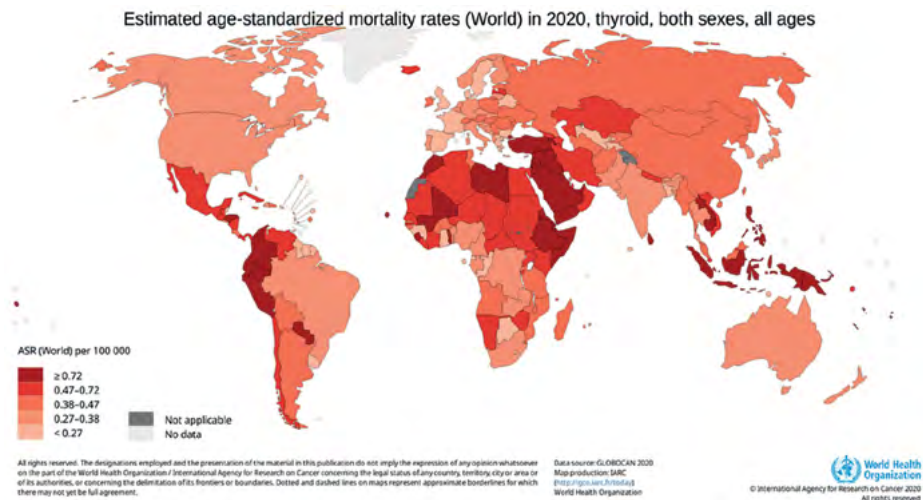 Estimated age-standardized mortality rates (World) in 2020, thyroid, both sexes, all ages
ASR (World) per 100 000
≥ 0.72
0.47–0.72
0.38–0.47
0.27–0.38
< 0.27
Not applicable
No data
All rights reserved. The designations employed and the presentation of the material in this publication do not imply the expression of any opinion whatsoever
on the part of the World Health Organization / International Agency for Research on Cancer concerning the legal status of any country, territory, city or area or
of its authorities, or concerning the delimitation of its frontiers or boundaries. Dotted and dashed lines on maps represent approximate borderlines for which
there may not yet be full agreement.
Data source: GLOBOCAN 2020
Map production: IARC
(http://gco.iarc.fr/today)
World Health Organization
World Health
Organization
© International Agency for Research on Cancer 2020
All rights reserved